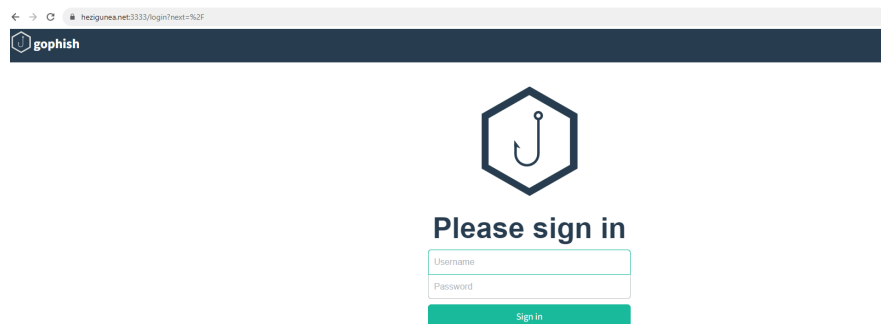 hezigunea.net:3333/login?next=%2F
gophish
Please sign in
Username
Password
Sign in